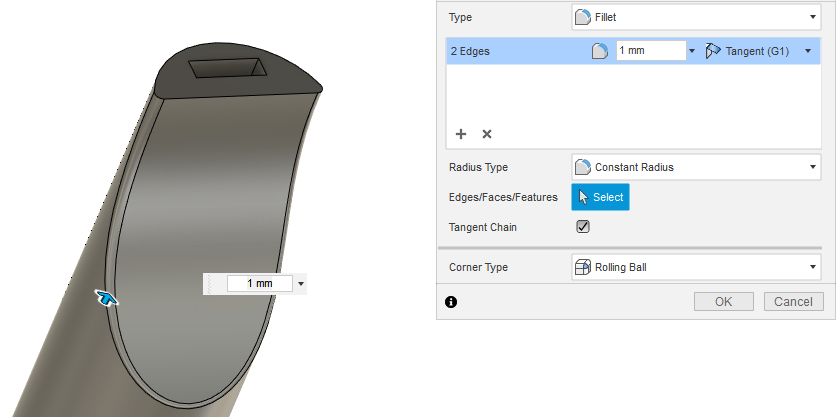 Type
Fillet
2 Edges
1 mm
Tangent (G1)
Radius Type
Constant Radius
Edges/Faces/Features
Select
Tangent Chain
1 mm
Corner Type
Rolling Ball
OK
Cancel